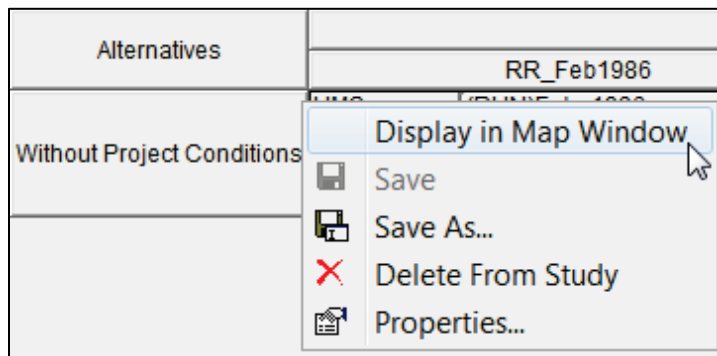 Alternatives
RR_Feb1986
Without Project Conditions
Display in Map Window
Save
Save As...
Delete From Study
Properties...